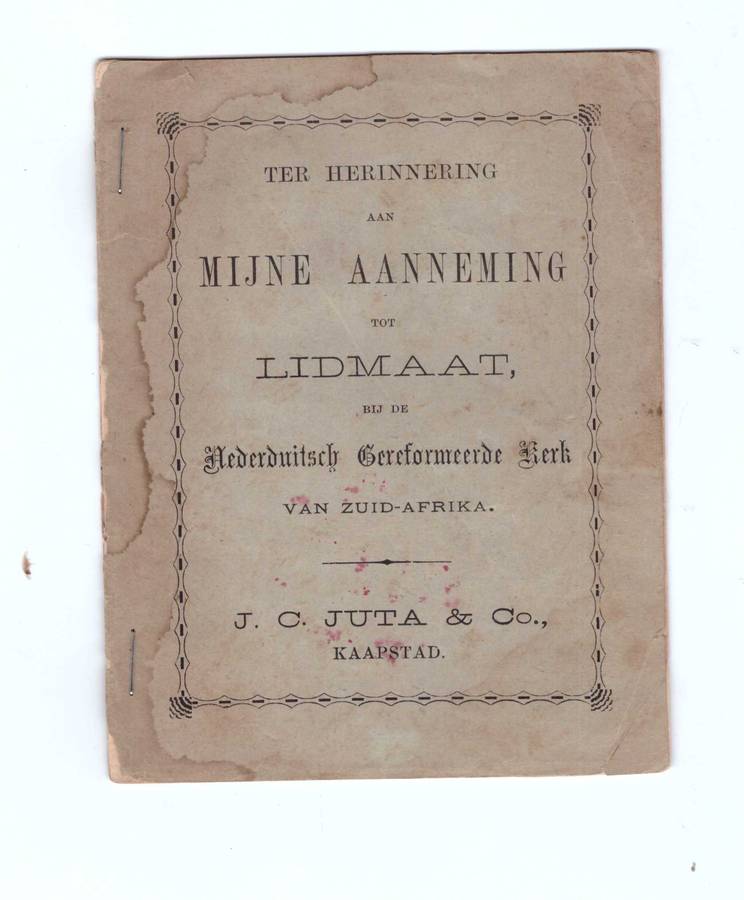 TER HERINNERING
AAN
MIJNE AANNEMING
TOT
LIDMAAT,
BIJ DE
Nederduitsch Gereformeerde Kerk
VAN ZUID-AFRIKA.
J. C. JUTA & Co.,
KAAPSTAD.